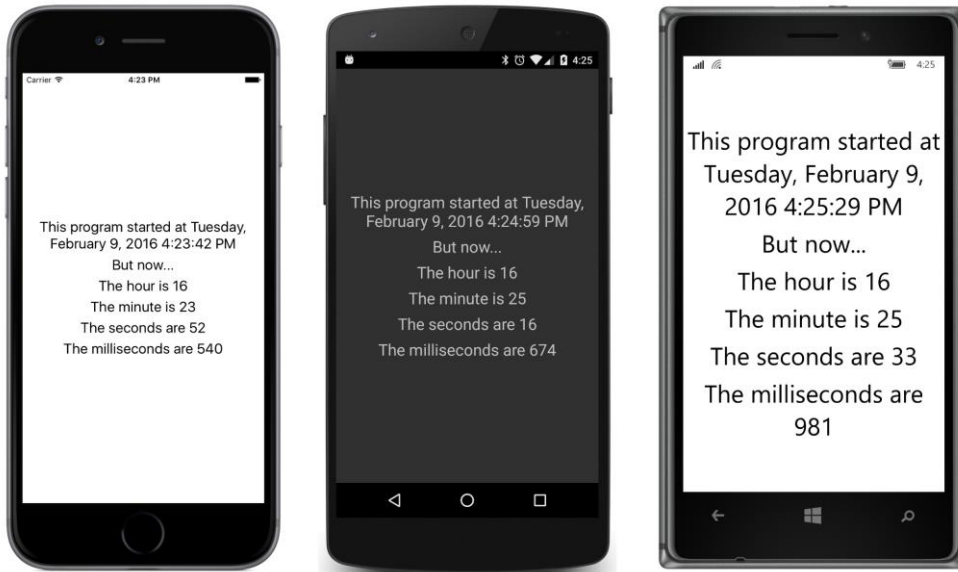 Carrier 4:23 PM
This program started at Tuesday,
February 9, 2016 4:23:42 PM
But now...
The hour is 16
The minute is 23
The seconds are 52
The milliseconds are 540
4:25
This program started at Tuesday,
February 9, 2016 4:24:59 PM
But now...
The hour is 16
The minute is 25
The seconds are 16
The milliseconds are 674
4:25
This program started at
Tuesday, February 9,
2016 4:25:29 PM
But now...
The hour is 16
The minute is 25
The seconds are 33
The milliseconds are
981